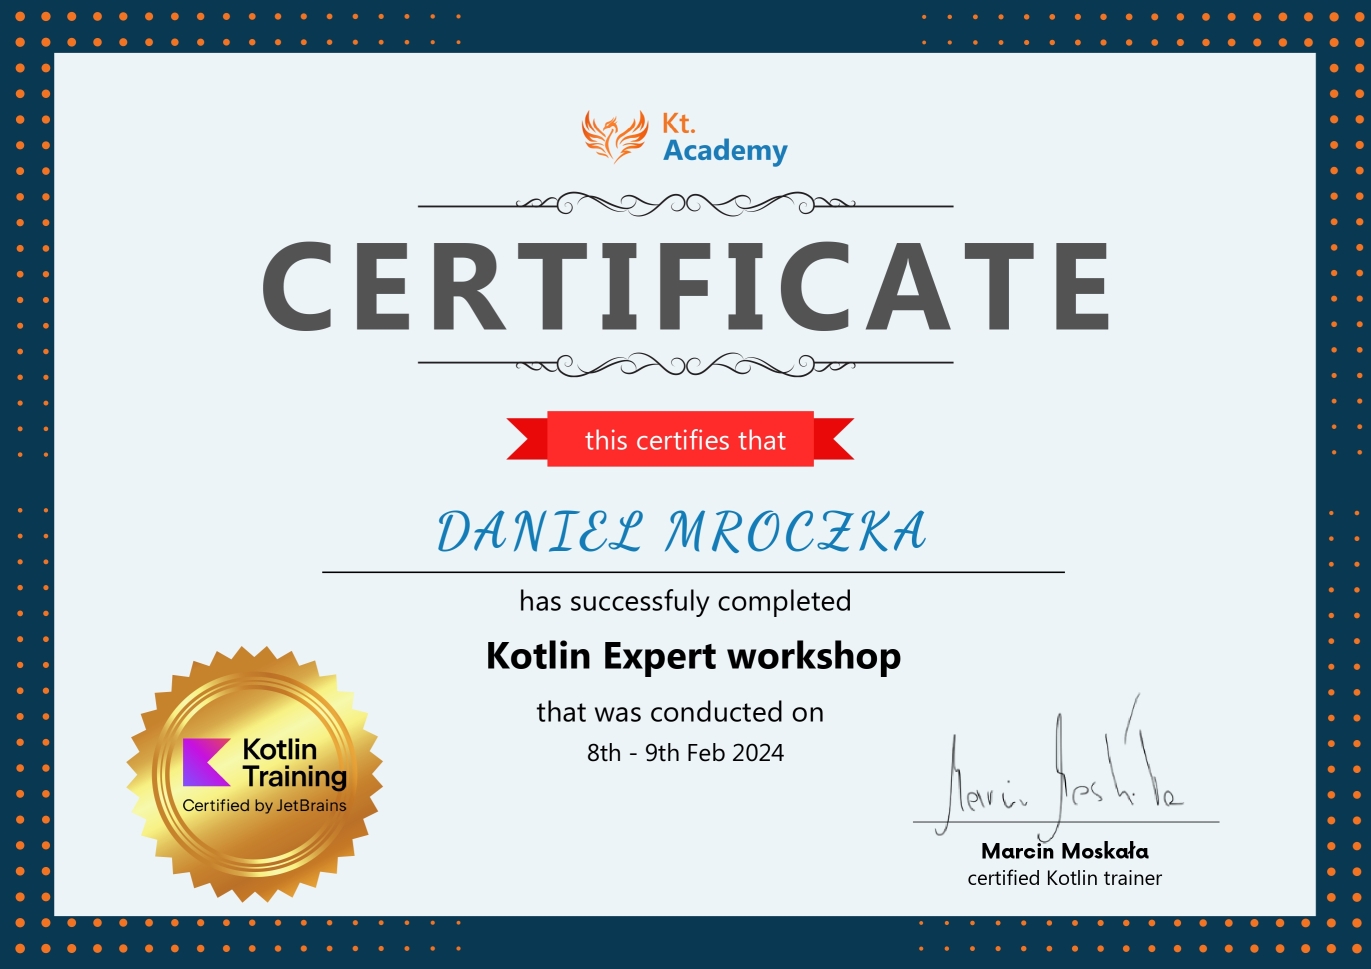 Kt.
Academy
CERTIFICATE
this certifies that
DANIEL MROCZKA
has successfuly completed
Kotlin Expert workshop
that was conducted on
8th - 9th Feb 2024
Kotlin
Training
Certified by JetBrains
Marcin Moskała
Marcin Moskała
certified Kotlin trainer